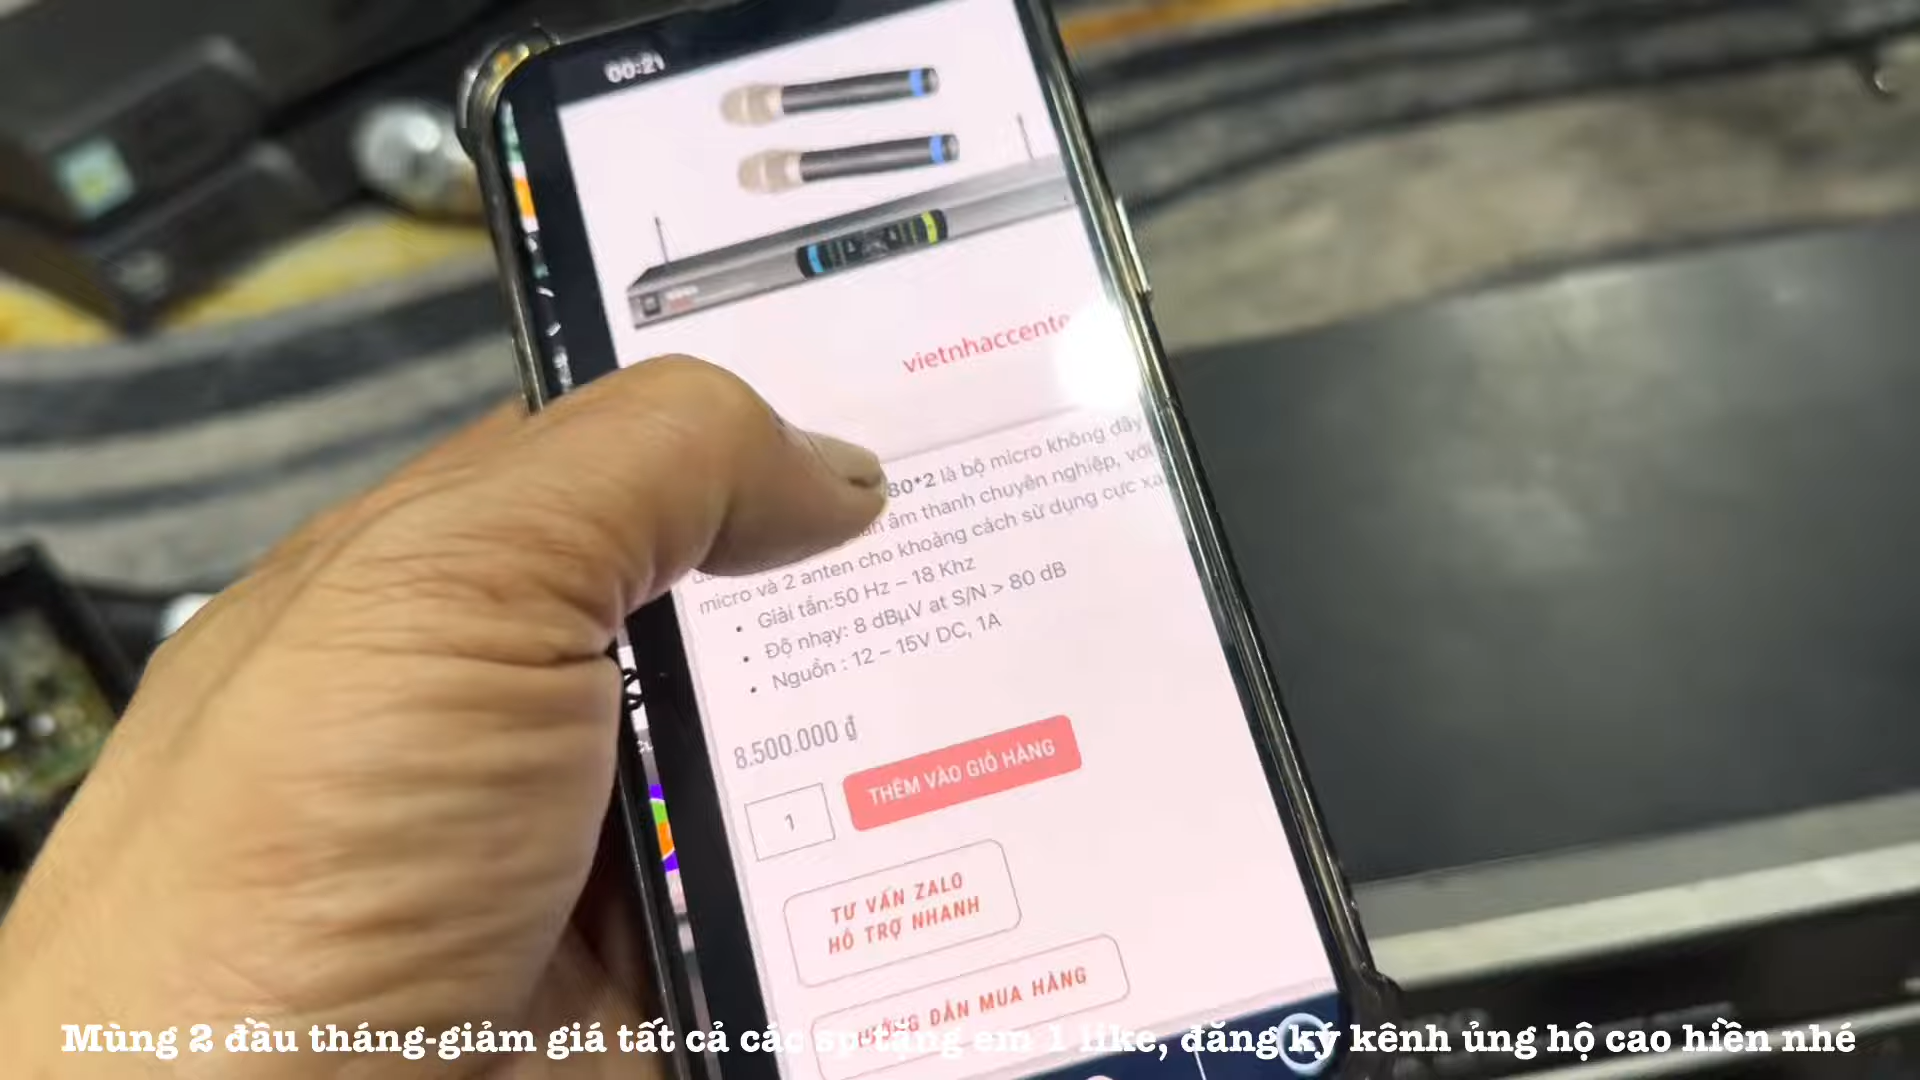 00:21
vietnhaccente
80*2 là bộ micro không dây
âm thanh chuyên nghiệp, với
micro và 2 anten cho khoảng cách sử dụng cực xa
• Giải tần:50 Hz – 18 Khz
• Độ nhạy: 8 dBμV at S/N > 80 dB
• Nguồn : 12 – 15V DC, 1A
8.500.000 ₫
1
THÊM VÀO GIỎ HÀNG
TƯ VẤN ZALO
HỖ TRỢ NHANH
DẪN MUA HÀNG
Mùng 2 đầu tháng-giảm giá tất cả các sp-tặng em 1 like, đăng ký kênh ủng hộ cao hiền nhé